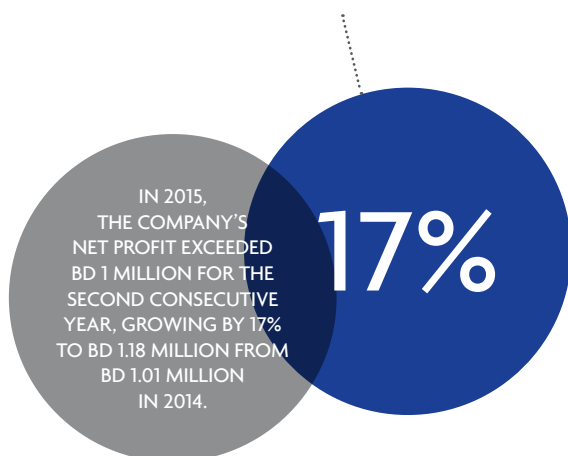 IN 2015,
THE COMPANY'S
NET PROFIT EXCEEDED
BD 1 MILLION FOR THE
SECOND CONSECUTIVE
YEAR, GROWING BY 17%
TO BD 1.18 MILLION FROM
BD 1.01 MILLION
IN 2014.
17%